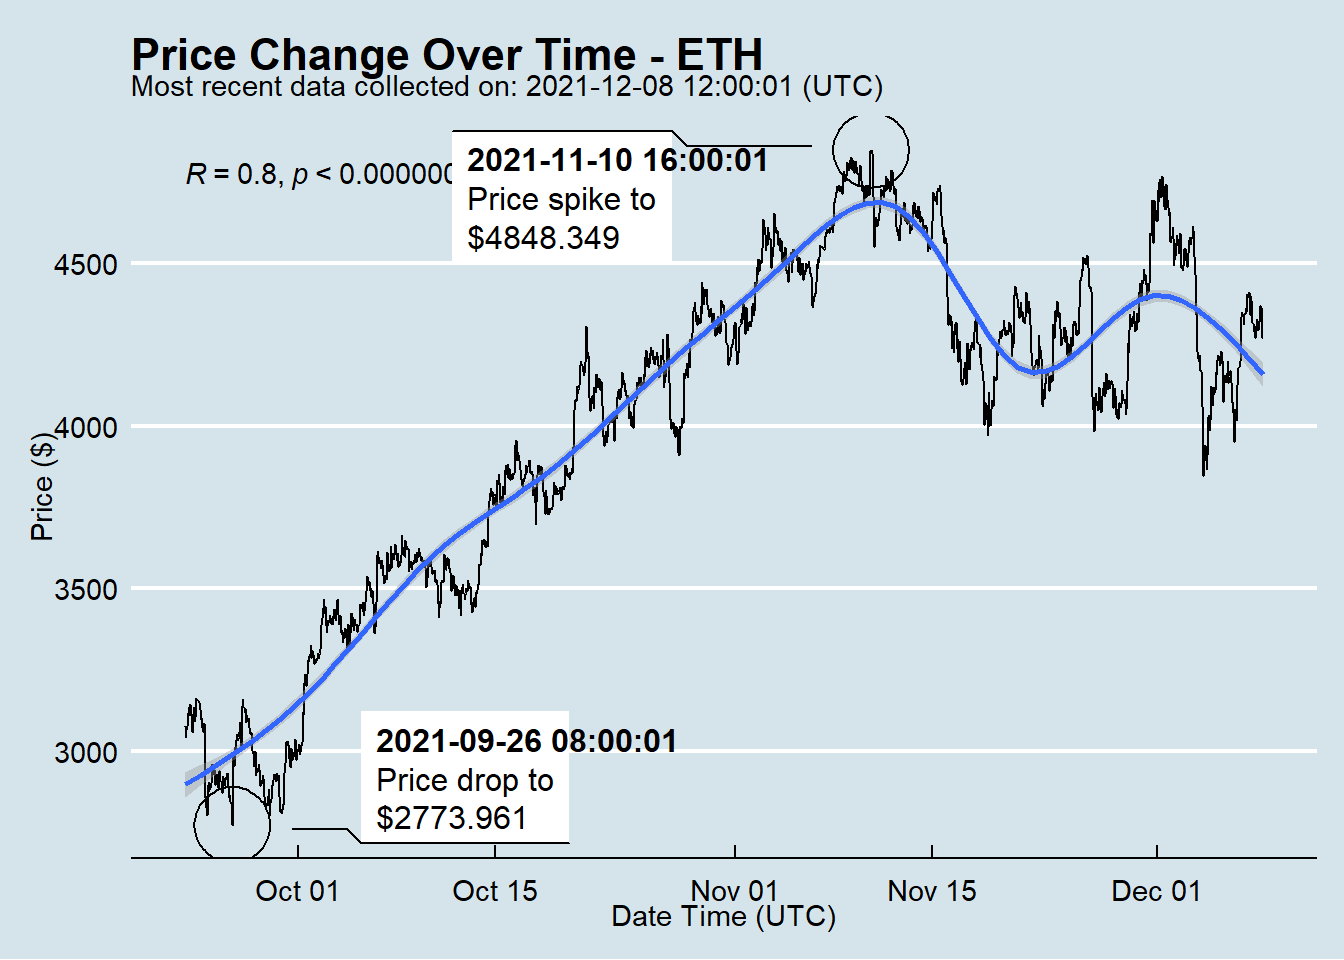 Price Change Over Time - ETH
Most recent data collected on: 2021-12-08 12:00:01 (UTC)
R = 0.8, p < 0.000000
2021-11-10 16:00:01
Price spike to
$4848.349
4500
4000
3500
3000
Price ($)
2021-09-26 08:00:01
Price drop to
$2773.961
Oct 01
Oct 15
Nov 01
Nov 15
Dec 01
Date Time (UTC)